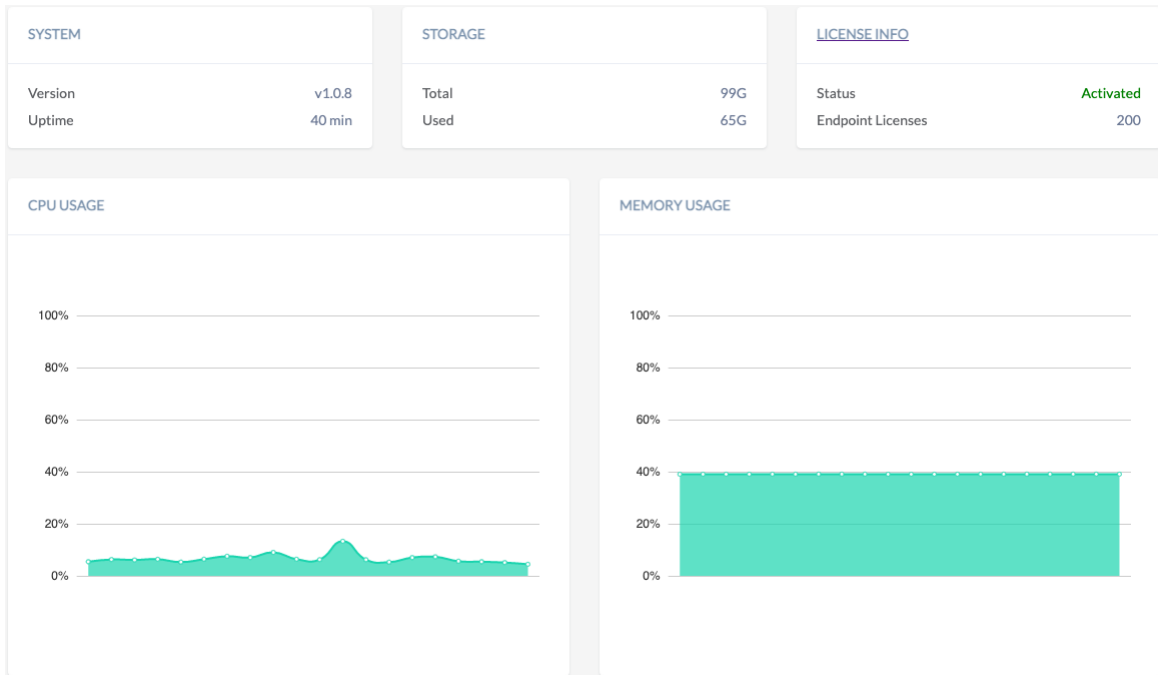 SYSTEM
Version v1.0.8
Uptime 40 min
STORAGE
Total 99G
Used 65G
LICENSE INFO
Status Activated
Endpoint Licenses 200
CPU USAGE
100%
80%
60%
40%
20%
0%
MEMORY USAGE
100%
80%
60%
40%
20%
0%